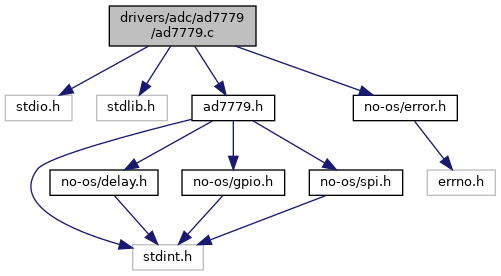 drivers/adc/ad7779
/ad7779.c
stdio.h
stdlib.h
ad7779.h
no-os/error.h
no-os/delay.h
no-os/gpio.h
no-os/spi.h
errno.h
stdint.h